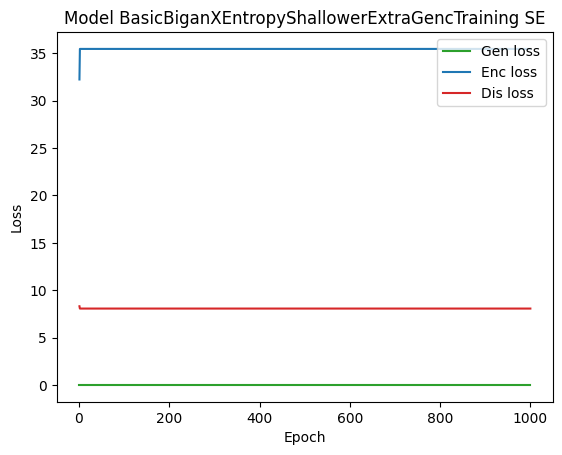 Model BasicBiganXEntropyShallowerExtraGencTraining SE
Gen loss
Enc loss
Dis loss
Loss
35
30
25
20
15
10
5
0
0 200 400 600 800 1000
Epoch